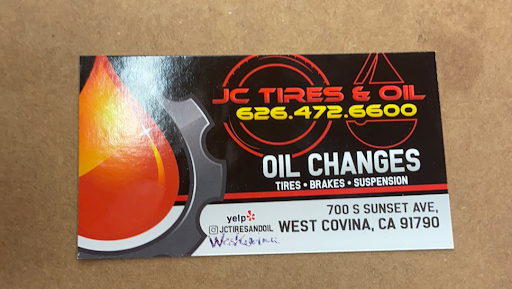 JC TIRES & OIL
626.472.6600
OIL CHANGES
TIRES • BRAKES • SUSPENSION
yelp
JCTIRESANDOIL
WestCovina
700 S SUNSET AVE,
WEST COVINA, CA 91790